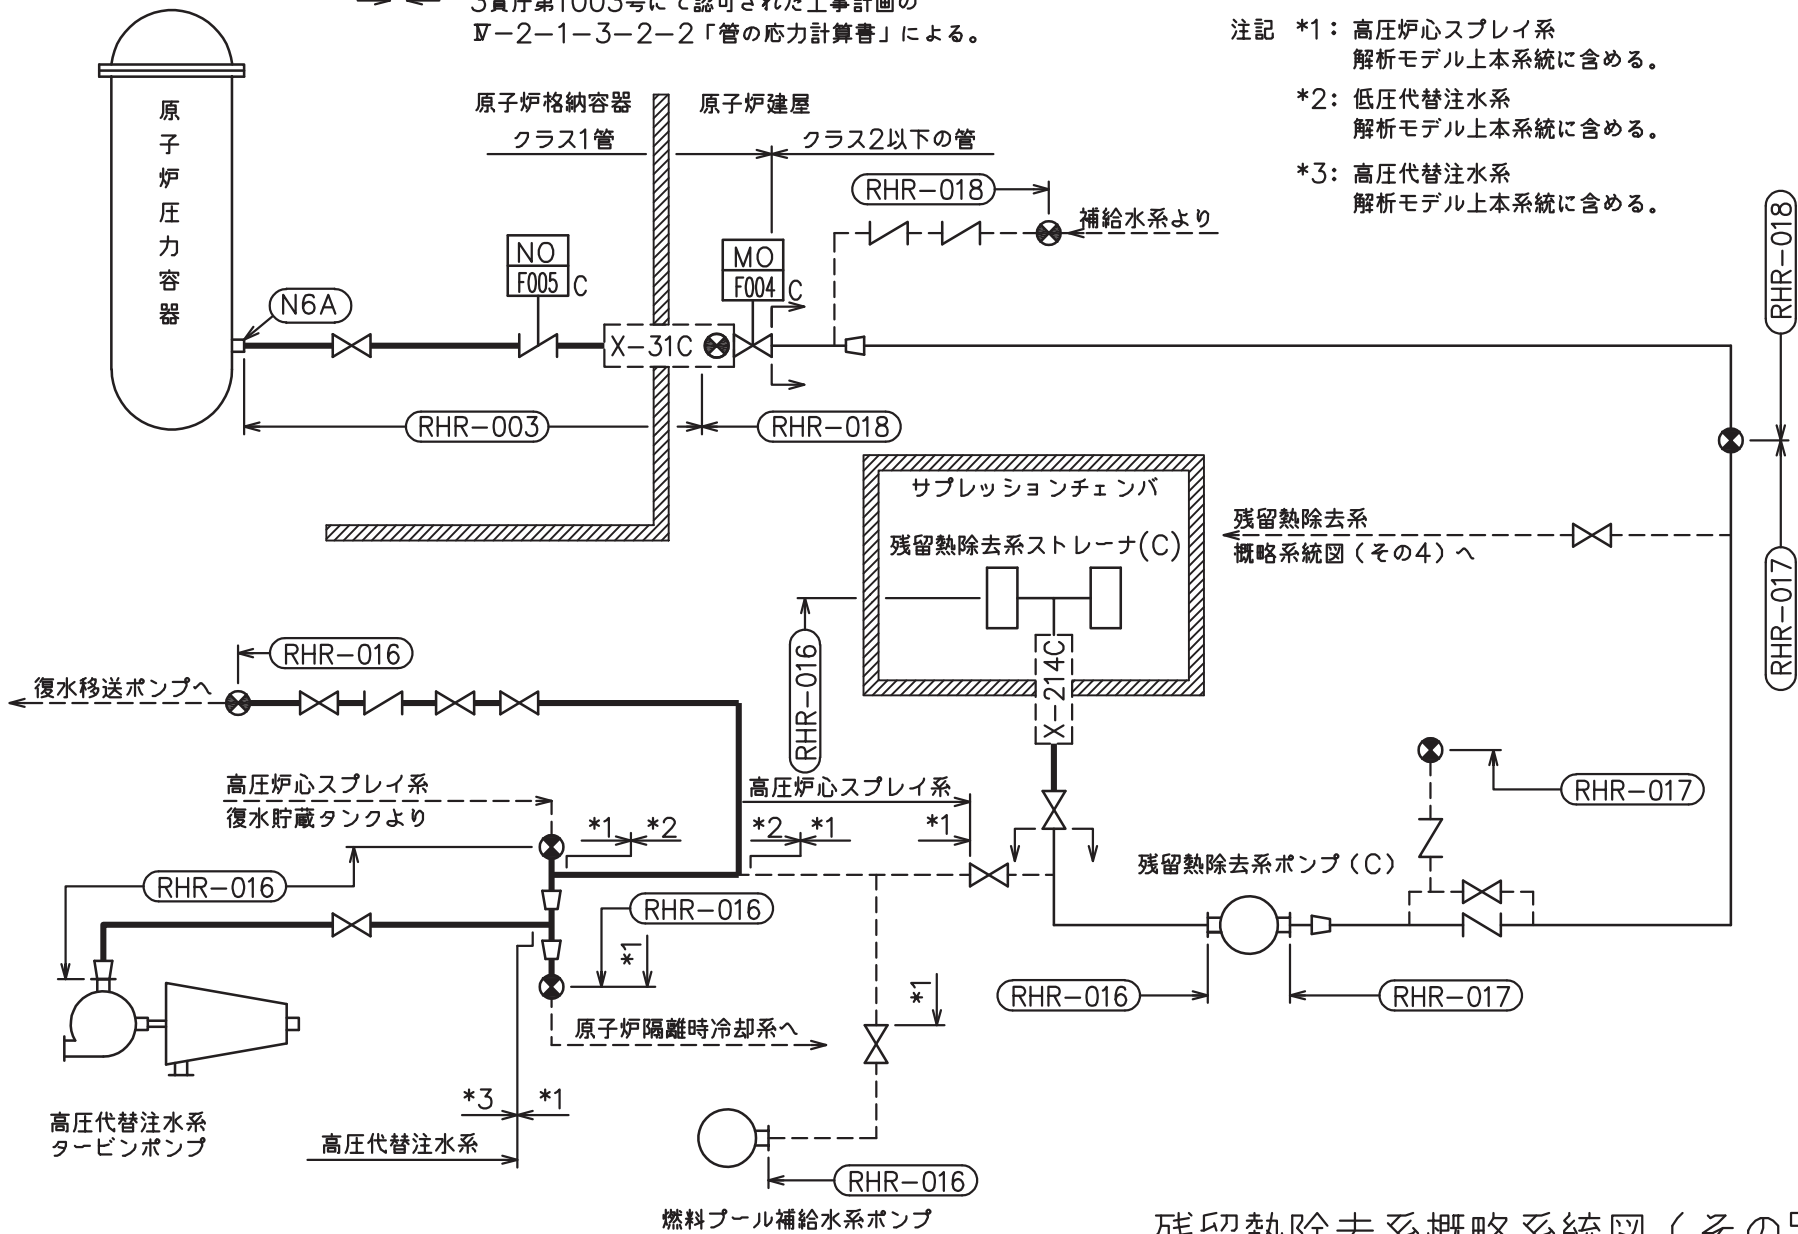 3資庁第1003号にて認可された工事計画の
Ⅳ-2-1-3-2-2「管の応力計算書」による。
注記 *1: 高圧炉心スプレイ系
解析モデル上本系統に含める。
*2: 低圧代替注水系
解析モデル上本系統に含める。
*3: 高圧代替注水系
解析モデル上本系統に含める。
原子炉圧力容器
原子炉格納容器
原子炉建屋
クラス1管
クラス2以下の管
RHR-018
補給水系より
RHR-018
NO
F005 C
MO
F004 C
N6A
X-31C
RHR-003
RHR-018
サプレッションチェンバ
残留熱除去系ストレーナ(C)
残留熱除去系
概略系統図(その4)へ
RHR-017
RHR-016
X-214C
RHR-016
復水移送ポンプへ
高圧炉心スプレイ系
復水貯蔵タンクより
高圧炉心スプレイ系
*1 *2
*2 *1
*1
RHR-017
残留熱除去系ポンプ(C)
RHR-016
RHR-016
*1
*1
RHR-016
RHR-017
原子炉隔離時冷却系へ
*3 *1
高圧代替注水系
タービンポンプ
高圧代替注水系
RHR-016
燃料プール補給水系ポンプ
残留熱除去系概略系統図(その